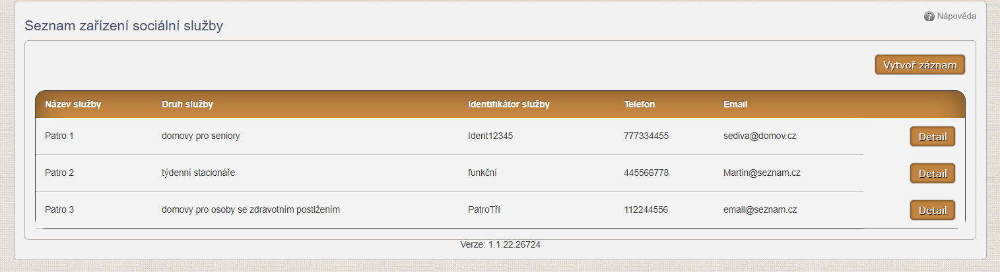 Nápověda
Seznam zařízení sociální služby
Vytvoř záznam
Název služby Druh služby Identifikátor služby Telefon Email
Patro 1 domovy pro seniory Ident12345 777334455 sediva@domov.cz Detail
Patro 2 týdenní stacionáře funkční 445566778 Martin@seznam.cz Detail
Patro 3 domovy pro osoby se zdravotním postižením PatroTři 112244556 email@seznam.cz Detail
Verze: 1.1.22.26724